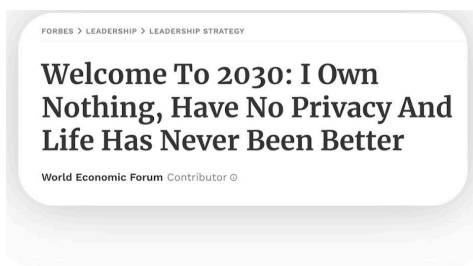 FORBES > LEADERSHIP > LEADERSHIP STRATEGY
Welcome To 2030: I Own
Nothing, Have No Privacy And
Life Has Never Been Better
World Economic Forum Contributor